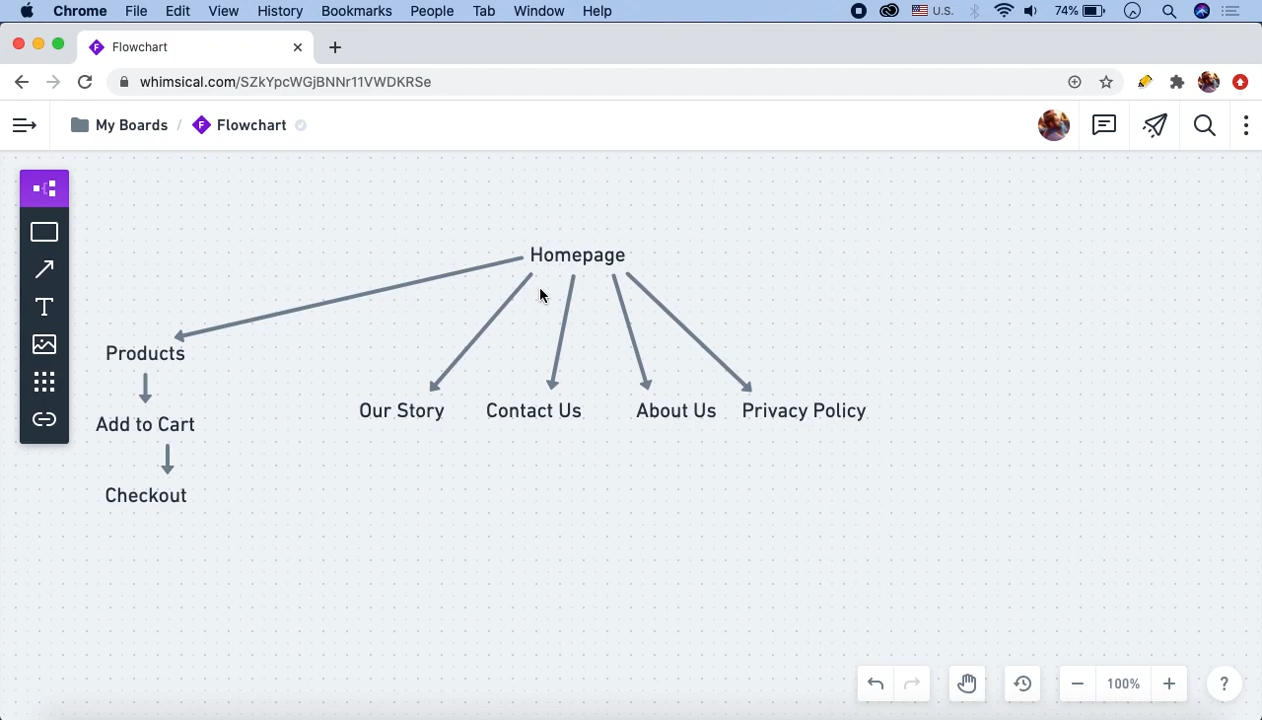 Chrome File Edit View History Bookmarks People Tab Window Help U.S. 74%
F Flowchart
whimsical.com/SZkYpcWGjBNNr11VWDKRSe
My Boards / F Flowchart
T
Homepage
Products
Our Story Contact Us About Us Privacy Policy
Add to Cart
Checkout
100% ?